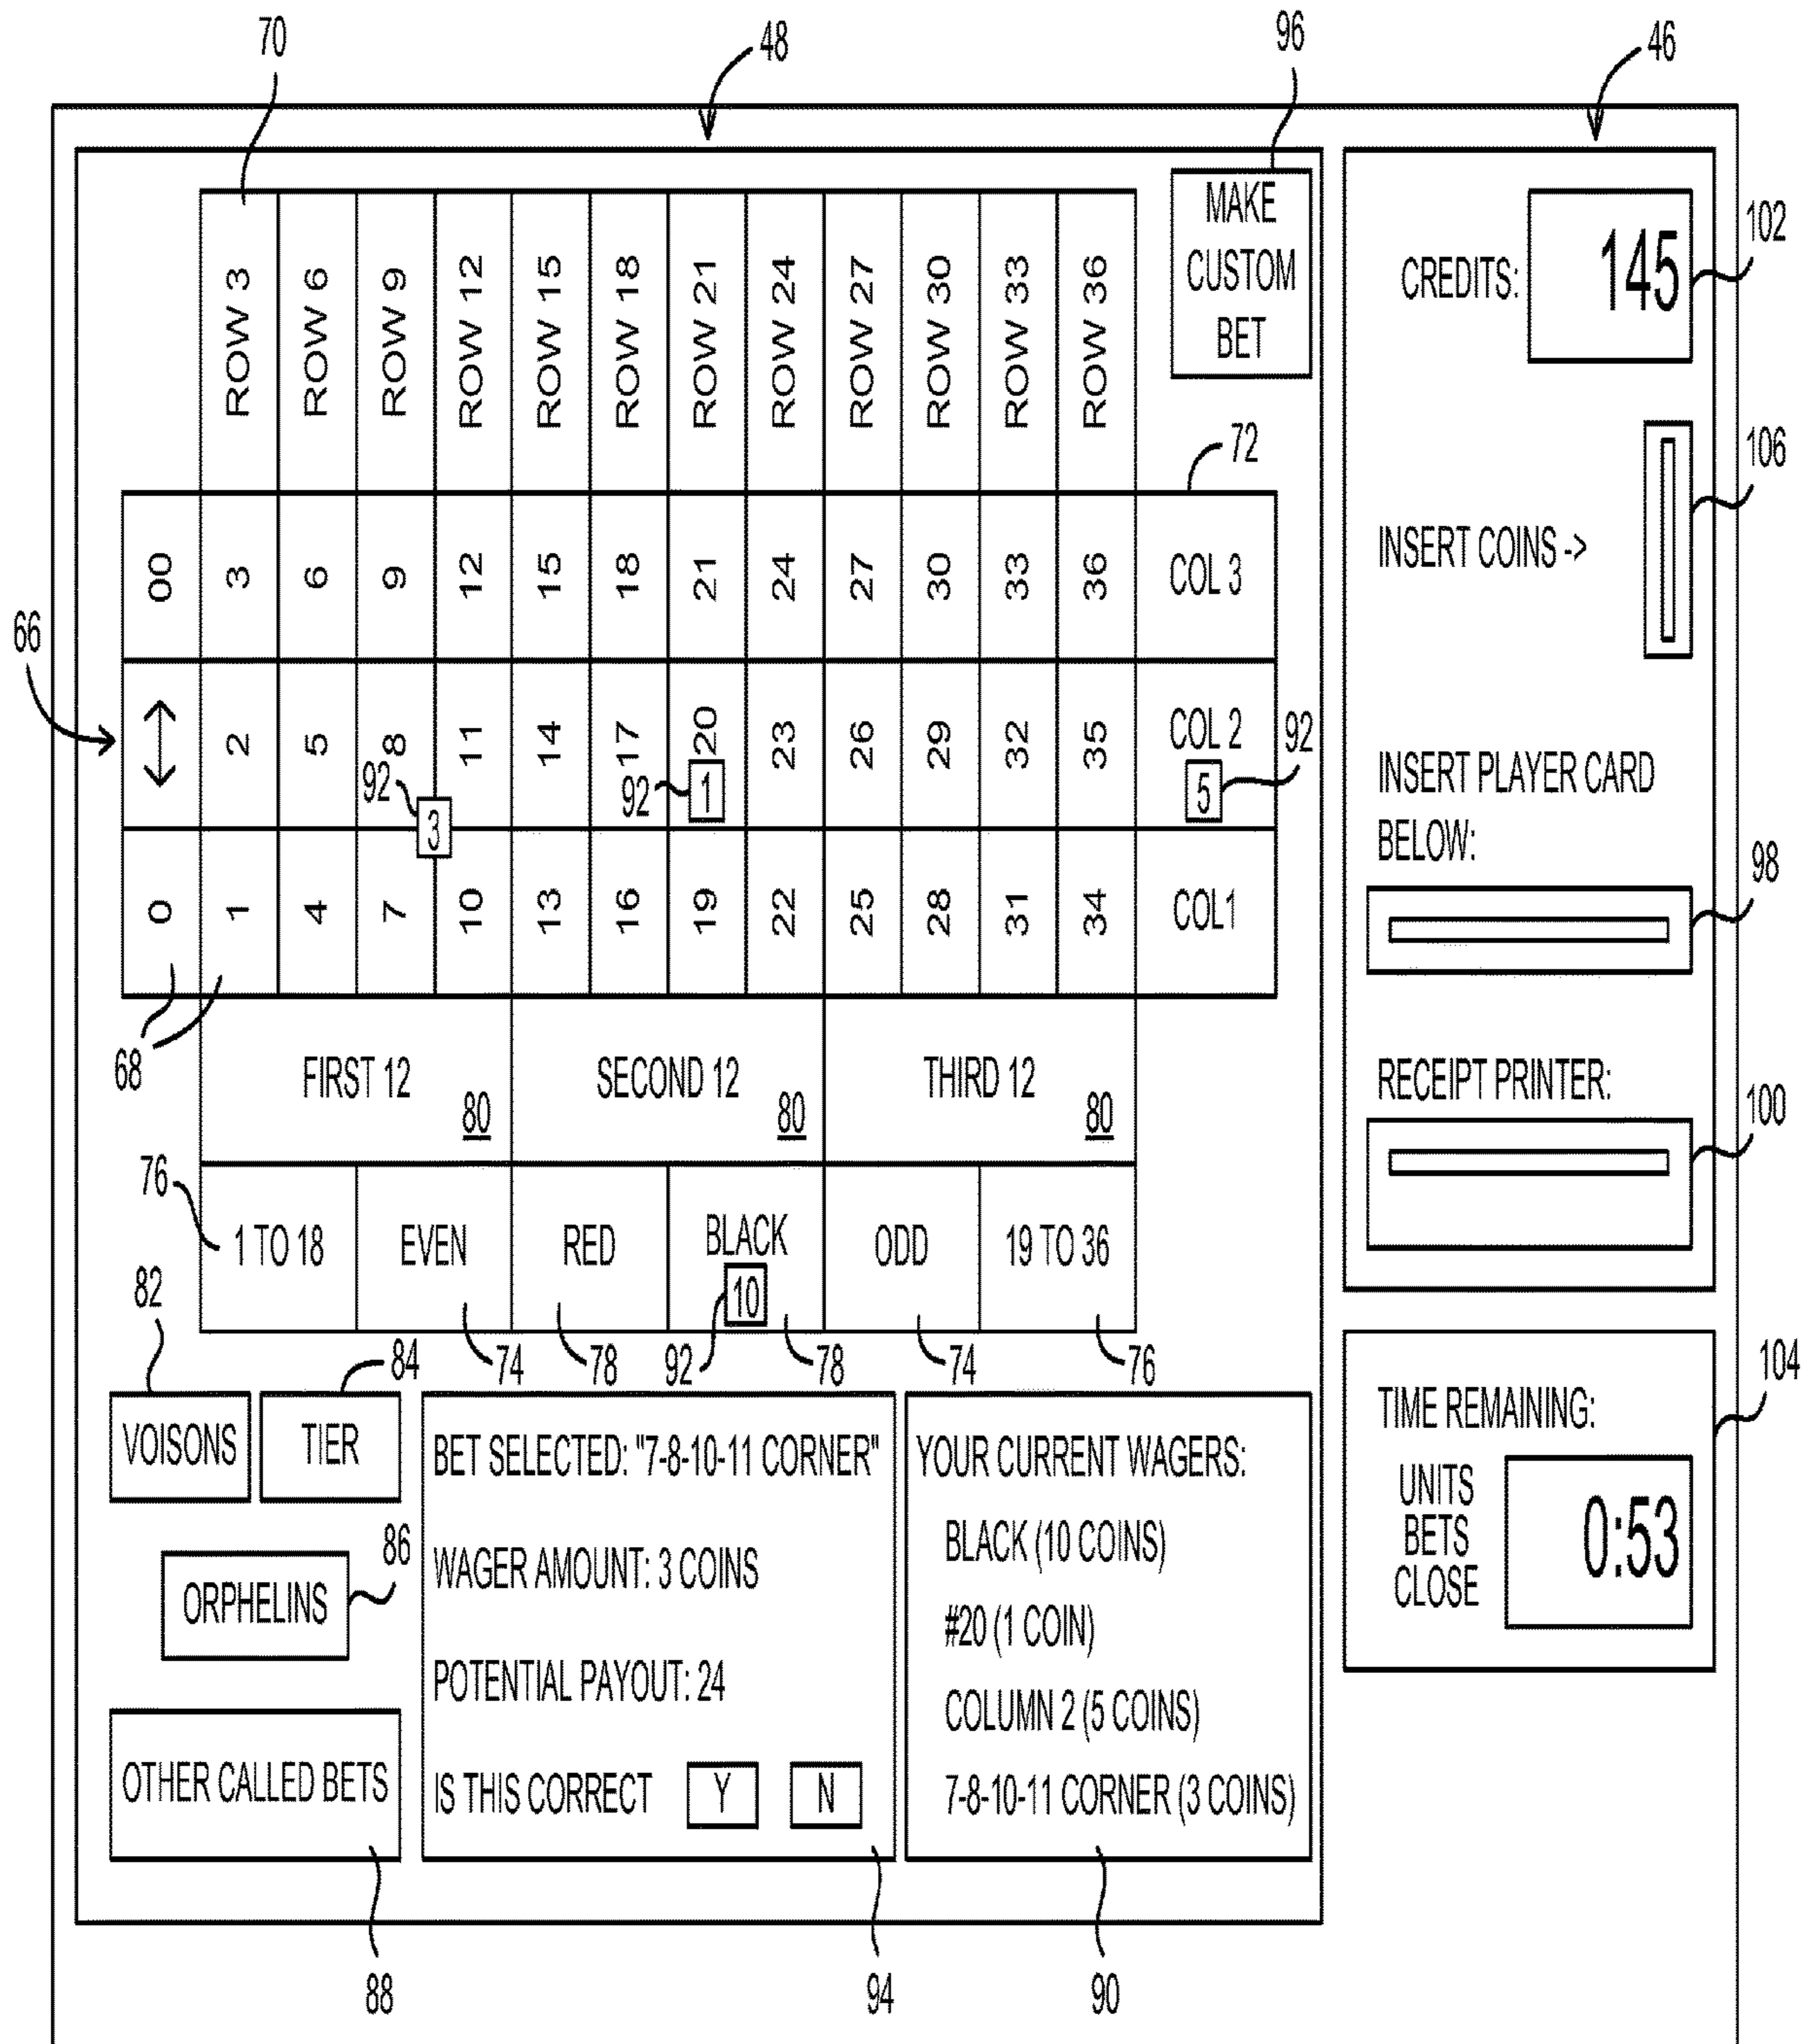 70
48
96
46
ROW 3
ROW 6
ROW 9
ROW 12
ROW 15
ROW 18
ROW 21
ROW 24
ROW 27
ROW 30
ROW 33
ROW 36
MAKE
CUSTOM
BET
CREDITS:
145
102
72
106
66
00
3
6
9
12
15
18
21
24
27
30
33
36
COL 3
INSERT COINS ->
2
5
8
11
14
17
20
23
26
29
32
35
COL 2
92
3
92
1
5
92
INSERT PLAYER CARD
BELOW:
98
0
1
4
7
10
13
16
19
22
25
28
31
34
COL1
68
FIRST 12
80
SECOND 12
80
THIRD 12
80
RECEIPT PRINTER:
100
76
1 TO 18
EVEN
RED
BLACK
10
ODD
19 TO 36
82
84
74
78
92
78
74
76
104
VOISONS
TIER
ORPHELINS
86
OTHER CALLED BETS
BET SELECTED: "7-8-10-11 CORNER"
WAGER AMOUNT: 3 COINS
POTENTIAL PAYOUT: 24
IS THIS CORRECT Y N
YOUR CURRENT WAGERS:
BLACK (10 COINS)
#20 (1 COIN)
COLUMN 2 (5 COINS)
7-8-10-11 CORNER (3 COINS)
TIME REMAINING:
UNITS
BETS
CLOSE
0:53
88
94
90